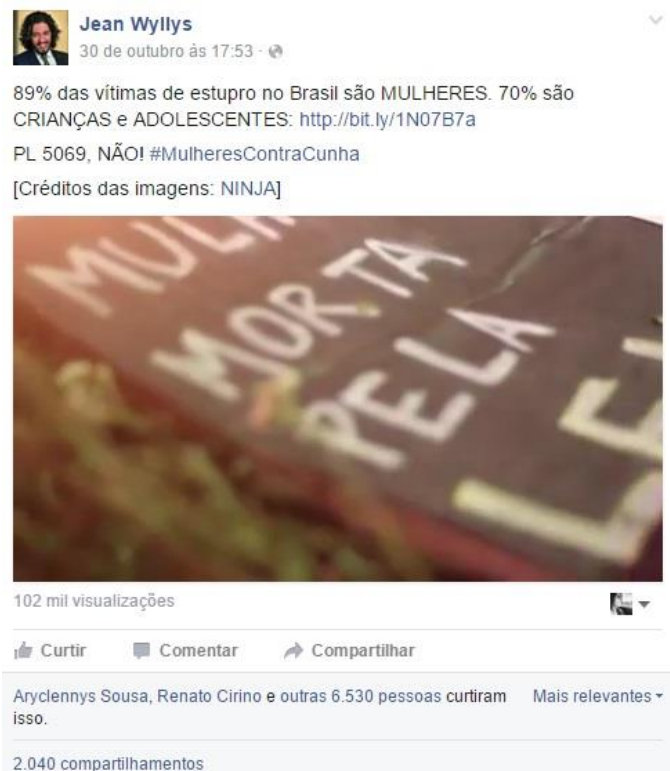 Jean Wyllys
30 de outubro às 17:53 ·
89% das vítimas de estupro no Brasil são MULHERES. 70% são
CRIANÇAS e ADOLESCENTES: http://bit.ly/1N07B7a
PL 5069, NÃO! #MulheresContraCunha
[Créditos das imagens: NINJA]
MORTA
PELA
102 mil visualizações
Curtir Comentar Compartilhar
Aryclennys Sousa, Renato Cirino e outras 6.530 pessoas curtiram Mais relevantes
isso.
2.040 compartilhamentos